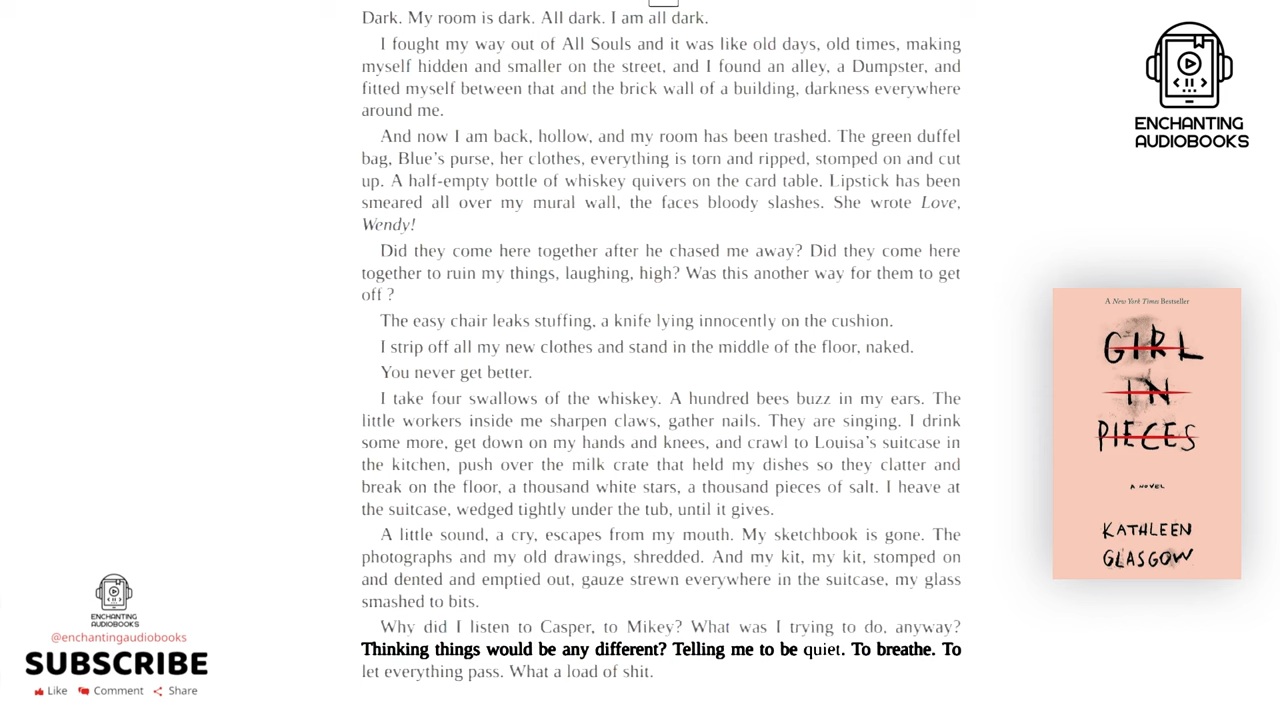 Dark. My room is dark. All dark. I am all dark.
I fought my way out of All Souls and it was like old days, old times, making
myself hidden and smaller on the street, and I found an alley, a Dumpster, and
fitted myself between that and the brick wall of a building, darkness everywhere
around me.
And now I am back, hollow, and my room has been trashed. The green duffel
bag, Blue’s purse, her clothes, everything is torn and ripped, stomped on and cut
up. A half-empty bottle of whiskey quivers on the card table. Lipstick has been
smeared all over my mural wall, the faces bloody slashes. She wrote Love,
Wendy!
Did they come here together after he chased me away? Did they come here
together to ruin my things, laughing, high? Was this another way for them to get
off ?
The easy chair leaks stuffing, a knife lying innocently on the cushion.
I strip off all my new clothes and stand in the middle of the floor, naked.
You never get better.
I take four swallows of the whiskey. A hundred bees buzz in my ears. The
little workers inside me sharpen claws, gather nails. They are singing. I drink
some more, get down on my hands and knees, and crawl to Louisa’s suitcase in
the kitchen, push over the milk crate that held my dishes so they clatter and
break on the floor, a thousand white stars, a thousand pieces of salt. I heave at
the suitcase, wedged tightly under the tub, until it gives.
A little sound, a cry, escapes from my mouth. My sketchbook is gone. The
photographs and my old drawings, shredded. And my kit, my kit, stomped on
and dented and emptied out, gauze strewn everywhere in the suitcase, my glass
smashed to bits.
Why did I listen to Casper, to Mikey? What was I trying to do, anyway?
Thinking things would be any different? Telling me to be quiet. To breathe. To
let everything pass. What a load of shit.
ENCHANTING
AUDIOBOOKS
A New York Times Bestseller
GIRL
IN
PIECES
A NOVEL
KATHLEEN
GLASGOW
ENCHANTING
AUDIOBOOKS
@enchantingaudiobooks
SUBSCRIBE
Like Comment Share